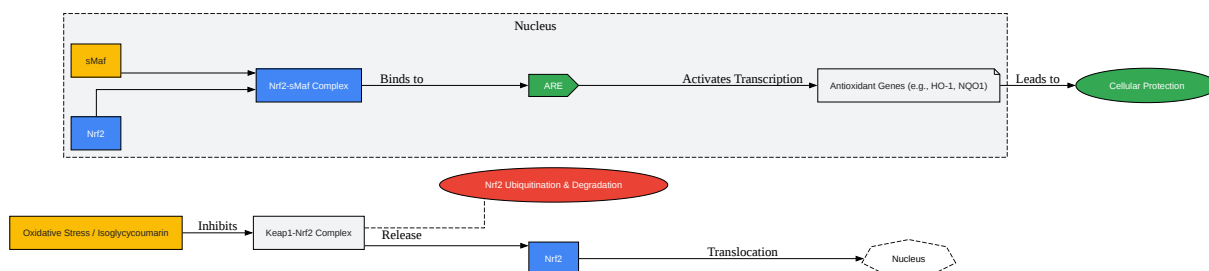 Nucleus
sMaf
Nrf2
Nrf2-sMaf Complex
Binds to
ARE
Activates Transcription
Antioxidant Genes (e.g., HO-1, NQO1)
Leads to
Cellular Protection
Nrf2 Ubiquitination & Degradation
Oxidative Stress / Isoglycycoumarin
Inhibits
Keap1-Nrf2 Complex
Release
Nrf2
Translocation
Nucleus